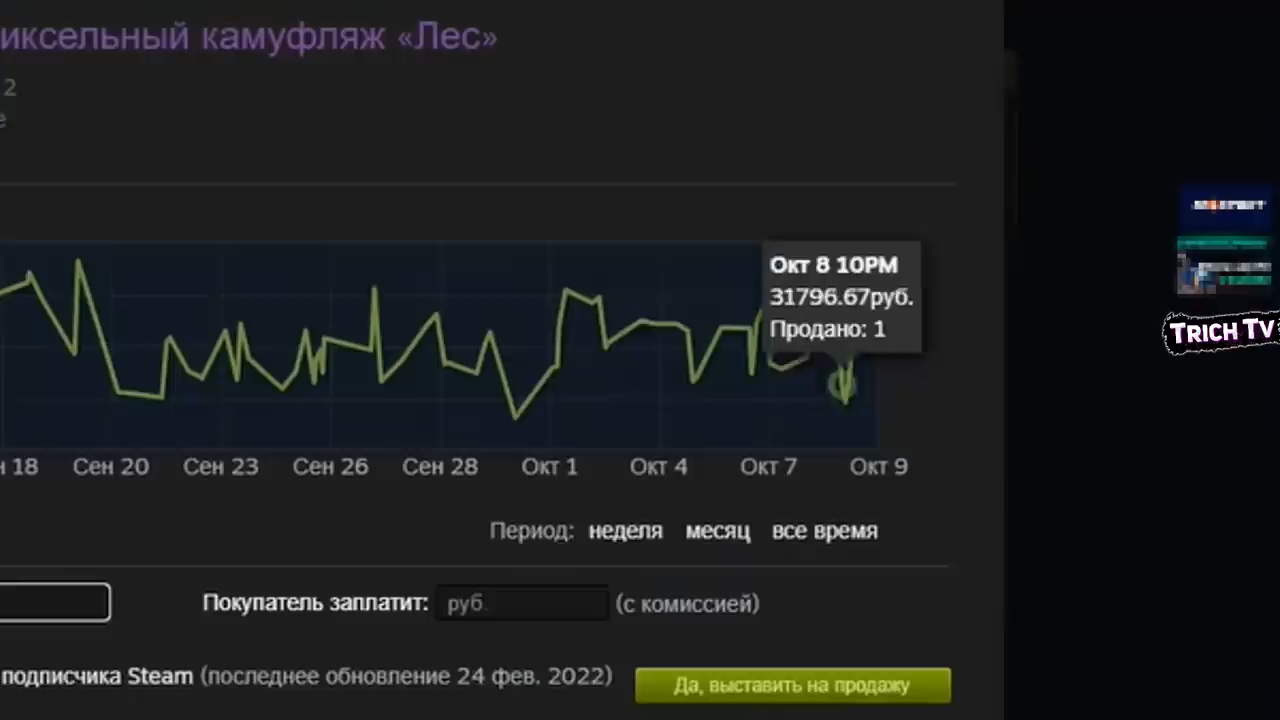 иксельный камуфляж «Лес»
2
е
Окт 8 10PM
31796.67руб.
Продано: 1
TRICH TV
18 Сен 20 Сен 23 Сен 26 Сен 28 Окт 1 Окт 4 Окт 7 Окт 9
Период: неделя месяц все время
Покупатель заплатит: руб. (с комиссией)
подписчика Steam (последнее обновление 24 фев. 2022)
Да, выставить на продажу